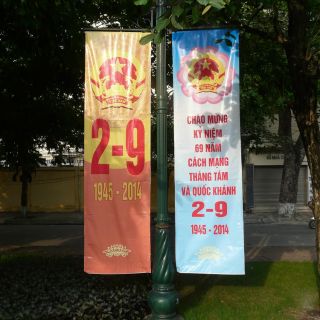 2-9
1945 - 2014
CHÀO MỪNG
KỶ NIỆM
69 NĂM
CÁCH MẠNG
THÁNG TÁM
VÀ QUỐC KHÁNH
2-9
1945 - 2014